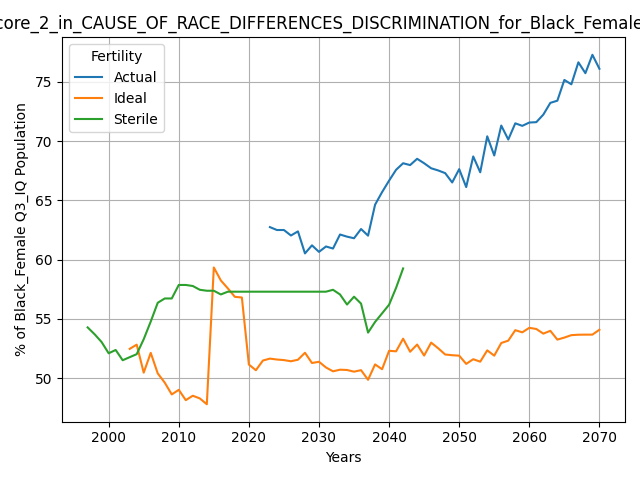 core_2_in_CAUSE_OF_RACE_DIFFERENCES_DISCRIMINATION_for_Black_Female
Fertility
Actual
Ideal
Sterile
% of Black_Female Q3_IQ Population
75
70
65
60
55
50
2000 2010 2020 2030 2040 2050 2060 2070
Years